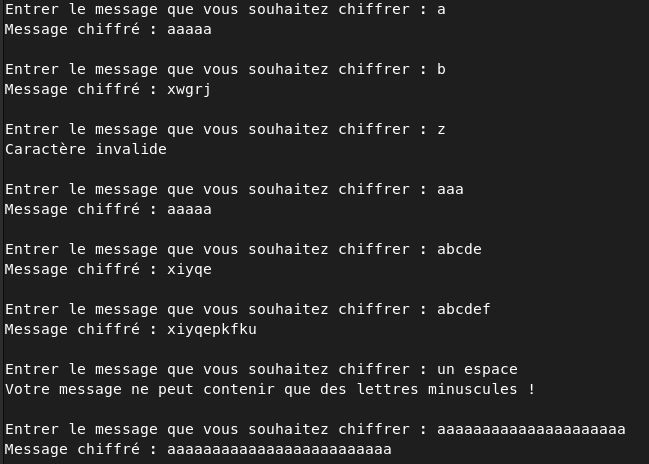 Entrer le message que vous souhaitez chiffrer : a
Message chiffré : aaaaa
Entrer le message que vous souhaitez chiffrer : b
Message chiffré : xwgrj
Entrer le message que vous souhaitez chiffrer : z
Caractère invalide
Entrer le message que vous souhaitez chiffrer : aaa
Message chiffré : aaaaa
Entrer le message que vous souhaitez chiffrer : abcde
Message chiffré : xiyqe
Entrer le message que vous souhaitez chiffrer : abcdef
Message chiffré : xiyqepkfku
Entrer le message que vous souhaitez chiffrer : un espace
Votre message ne peut contenir que des lettres minuscules !
Entrer le message que vous souhaitez chiffrer : aaaaaaaaaaaaaaaaaaaaa
Message chiffré : aaaaaaaaaaaaaaaaaaaaaaaaa